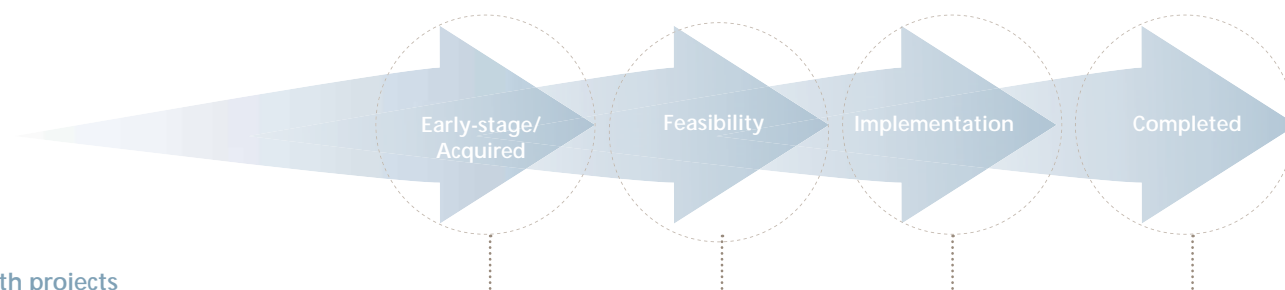 Early-stage/
Acquired
Feasibility
Implementation
Completed
th projects